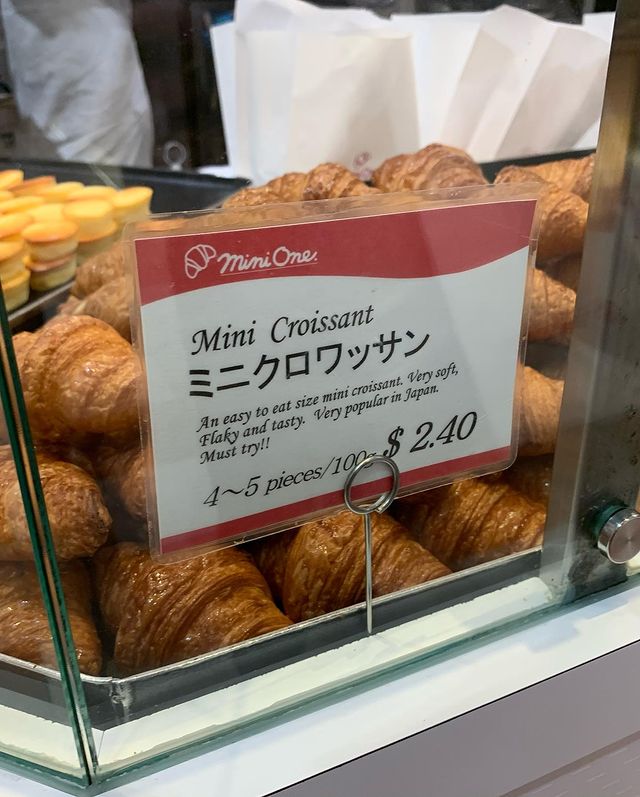 Mini One
Mini Croissant
ミニクロワッサン
An easy to eat size mini croissant. Very soft,
Flaky and tasty. Very popular in Japan.
Must try!!
4～5 pieces/100g $ 2.40